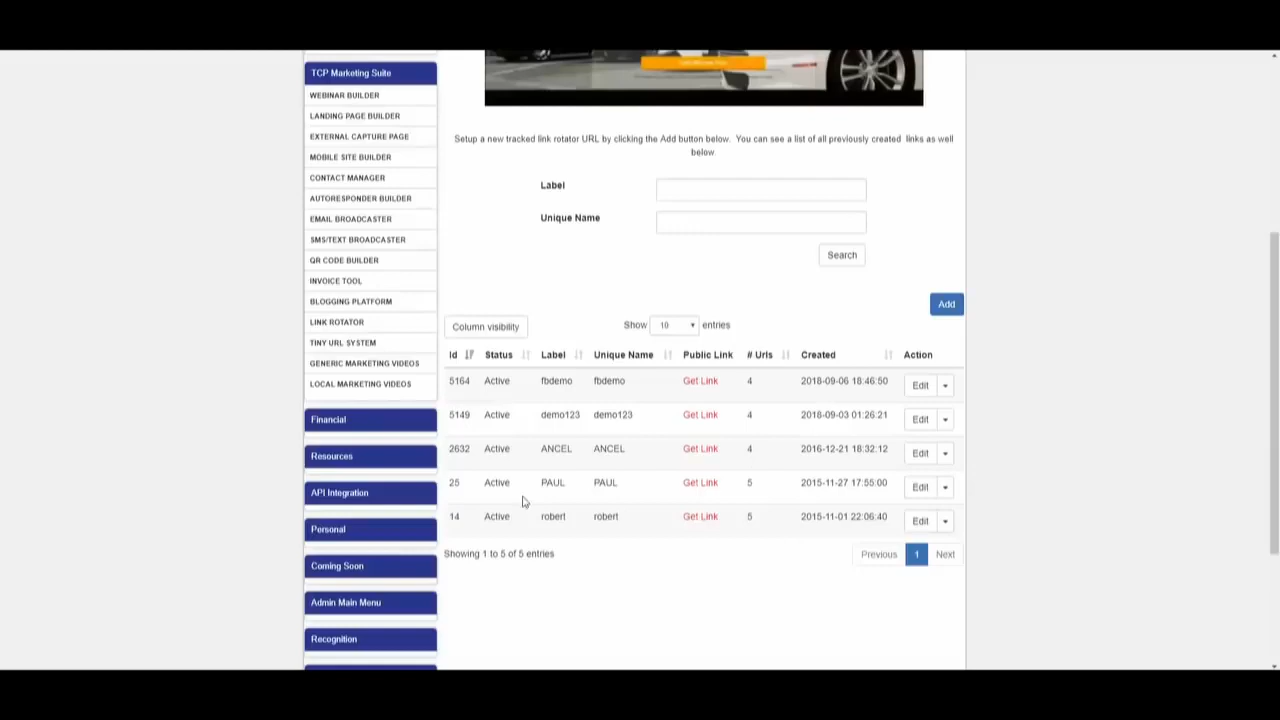 TCP Marketing Suite
WEBINAR BUILDER
LANDING PAGE BUILDER
EXTERNAL CAPTURE PAGE
MOBILE SITE BUILDER
CONTACT MANAGER
AUTORESPONDER BUILDER
EMAIL BROADCASTER
SMS/TEXT BROADCASTER
QR CODE BUILDER
INVOICE TOOL
BLOGGING PLATFORM
LINK ROTATOR
TINY URL SYSTEM
GENERIC MARKETING VIDEOS
LOCAL MARKETING VIDEOS
Financial
Resources
API Integration
Personal
Coming Soon
Admin Main Menu
Recognition
Setup a new tracked link rotator URL by clicking the Add button below. You can see a list of all previously created links as well
below
Label
Unique Name
Search
Add
Column visibility Show 10 entries
Id Status Label Unique Name Public Link # Urls Created Action
5164 Active fbdemo fbdemo Get Link 4 2018-09-06 18:46:50 Edit
5149 Active demo123 demo123 Get Link 4 2018-09-03 01:26:21 Edit
2632 Active ANCEL ANCEL Get Link 4 2016-12-21 18:32:12 Edit
25 Active PAUL PAUL Get Link 5 2015-11-27 17:55:00 Edit
14 Active robert robert Get Link 5 2015-11-01 22:06:40 Edit
Showing 1 to 5 of 5 entries Previous 1 Next